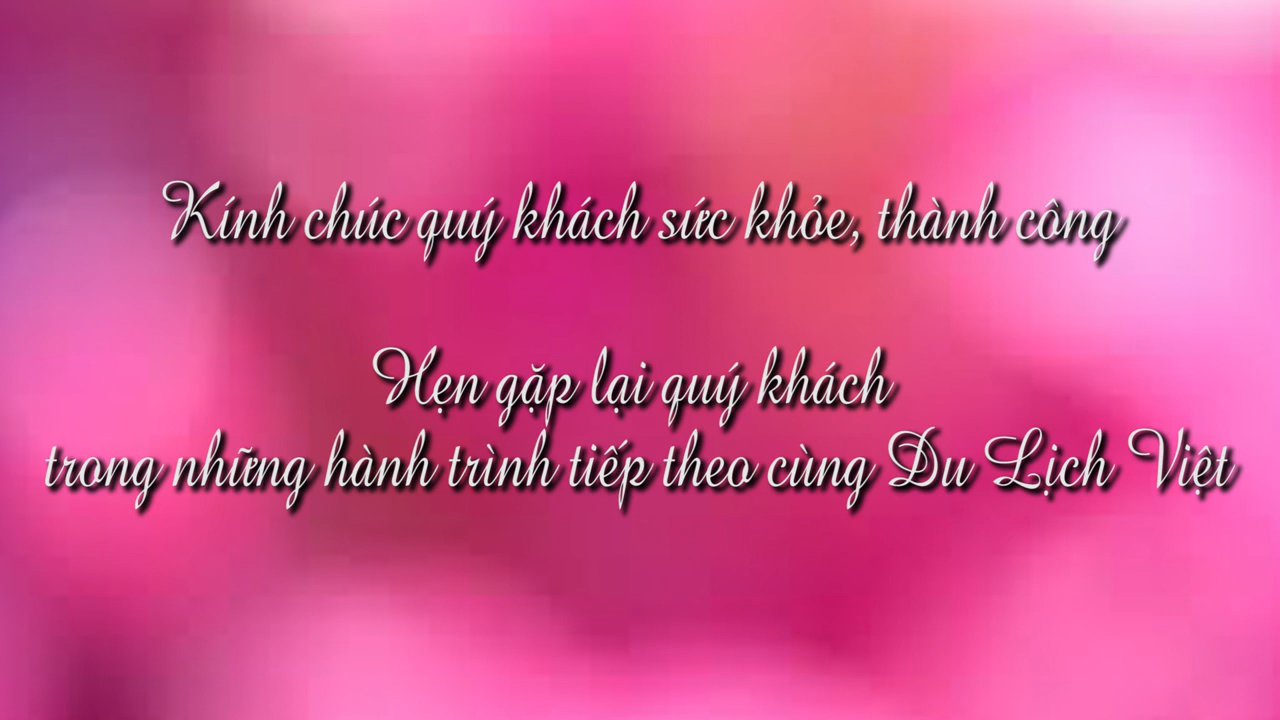 Kính chúc quý khách sức khỏe, thành công
Hẹn gặp lại quý khách
trong những hành trình tiếp theo cùng Du Lịch Việt